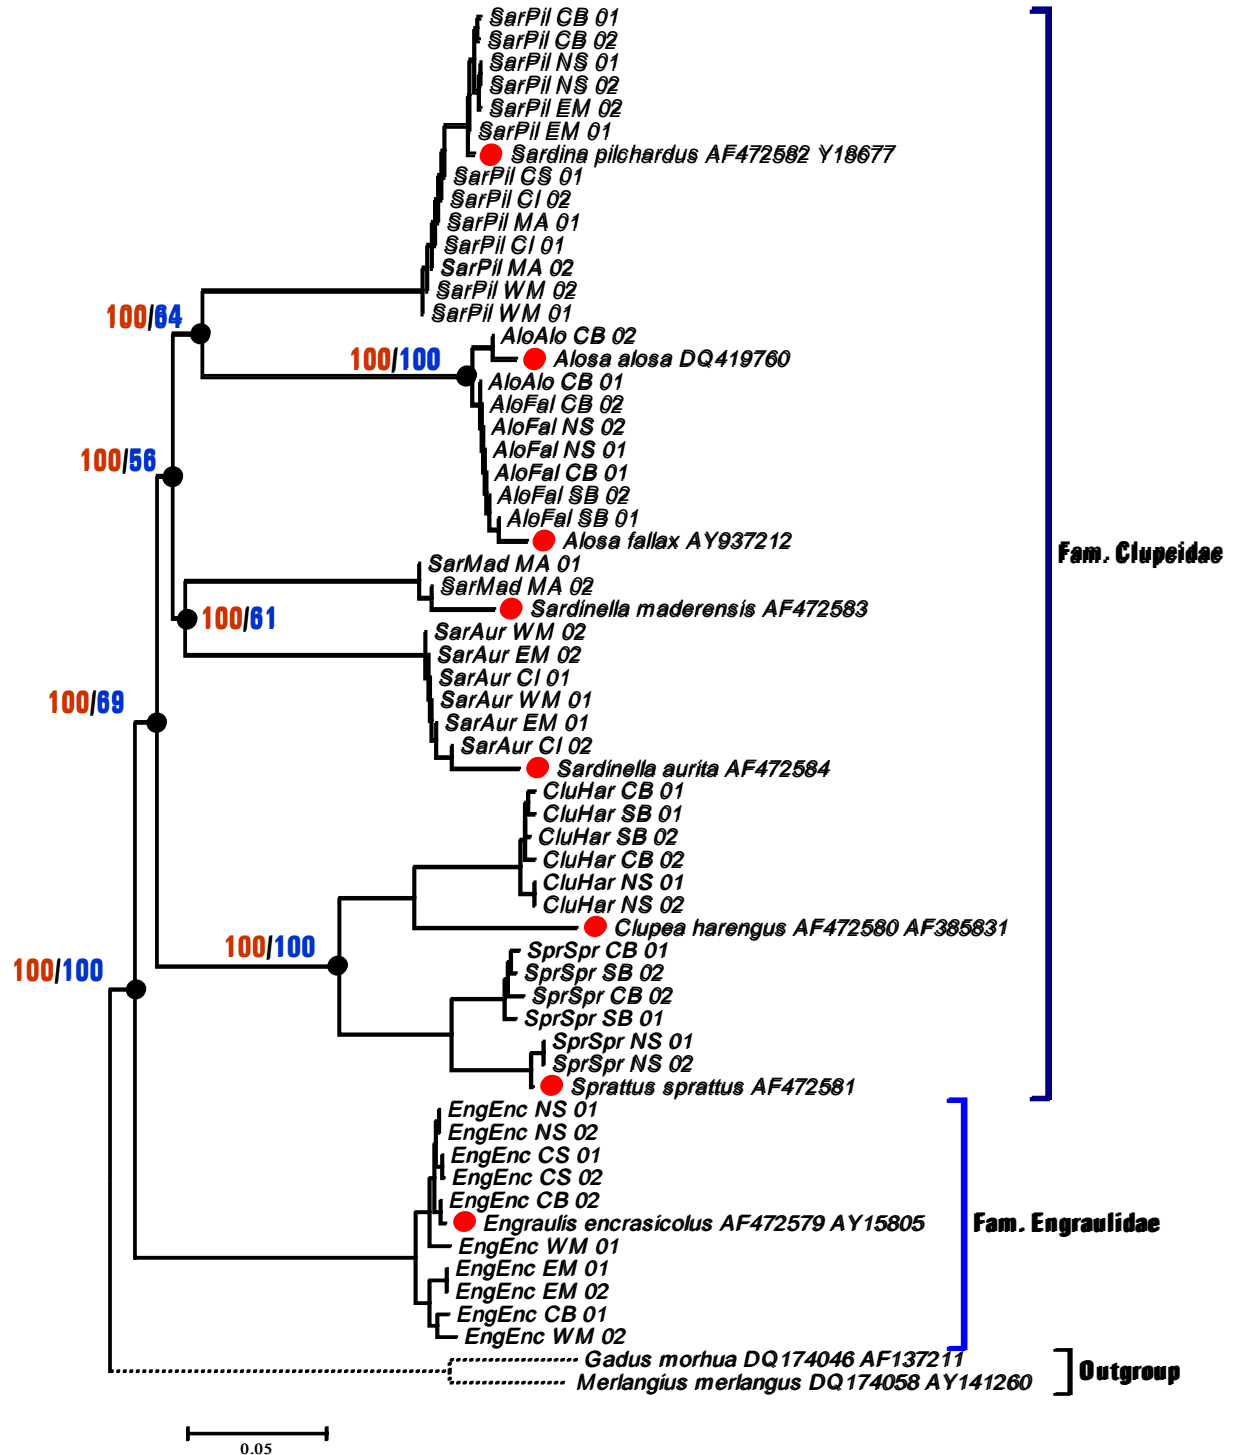 SarPil CB 01
SarPil CB 02
SarPil NS 01
SarPil NS 02
SarPil EM 02
SarPil EM 01
Sardina pilchardus AF472582 Y18677
SarPil CS 01
SarPil CI 02
SarPil MA 01
SarPil CI 01
SarPil MA 02
SarPil WM 02
SarPil WM 01
100/64
AloAlo CB 02
100/100
Alosa alosa DQ419760
AloAlo CB 01
AloFal CB 02
AloFal NS 02
AloFal NS 01
100/56
AloFal CB 01
AloFal SB 02
AloFal SB 01
Alosa fallax AY937212
Fam. Clupeidae
SarMad MA 01
SarMad MA 02
Sardinella maderensis AF472583
100/61
SarAur WM 02
SarAur EM 02
SarAur CI 01
100/69
SarAur WM 01
SarAur EM 01
SarAur CI 02
Sardinella aurita AF472584
CluHar CB 01
CluHar SB 01
CluHar SB 02
CluHar CB 02
CluHar NS 01
CluHar NS 02
Clupea harengus AF472580 AF385831
100/100
SprSpr CB 01
SprSpr SB 02
100/100
SprSpr CB 02
SprSpr SB 01
SprSpr NS 01
SprSpr NS 02
Sprattus sprattus AF472581
EngEnc NS 01
EngEnc NS 02
EngEnc CS 01
EngEnc CS 02
EngEnc CB 02
Engraulis encrasicolus AF472579 AY15805
Fam. Engraulidae
EngEnc WM 01
EngEnc EM 01
EngEnc EM 02
EngEnc CB 01
EngEnc WM 02
Gadus morhua DQ174046 AF137211
Outgroup
Merlangius merlangus DQ174058 AY141260
0.05